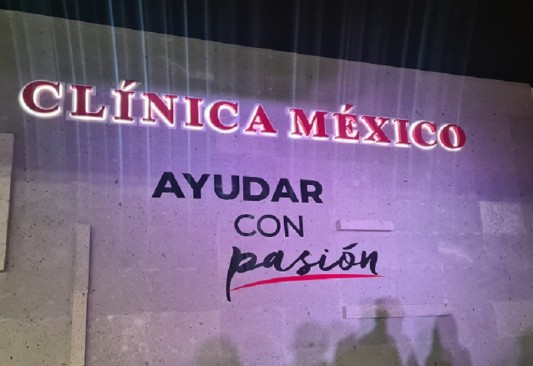 CLÍNICA MÉXICO
AYUDAR
CON
pasión